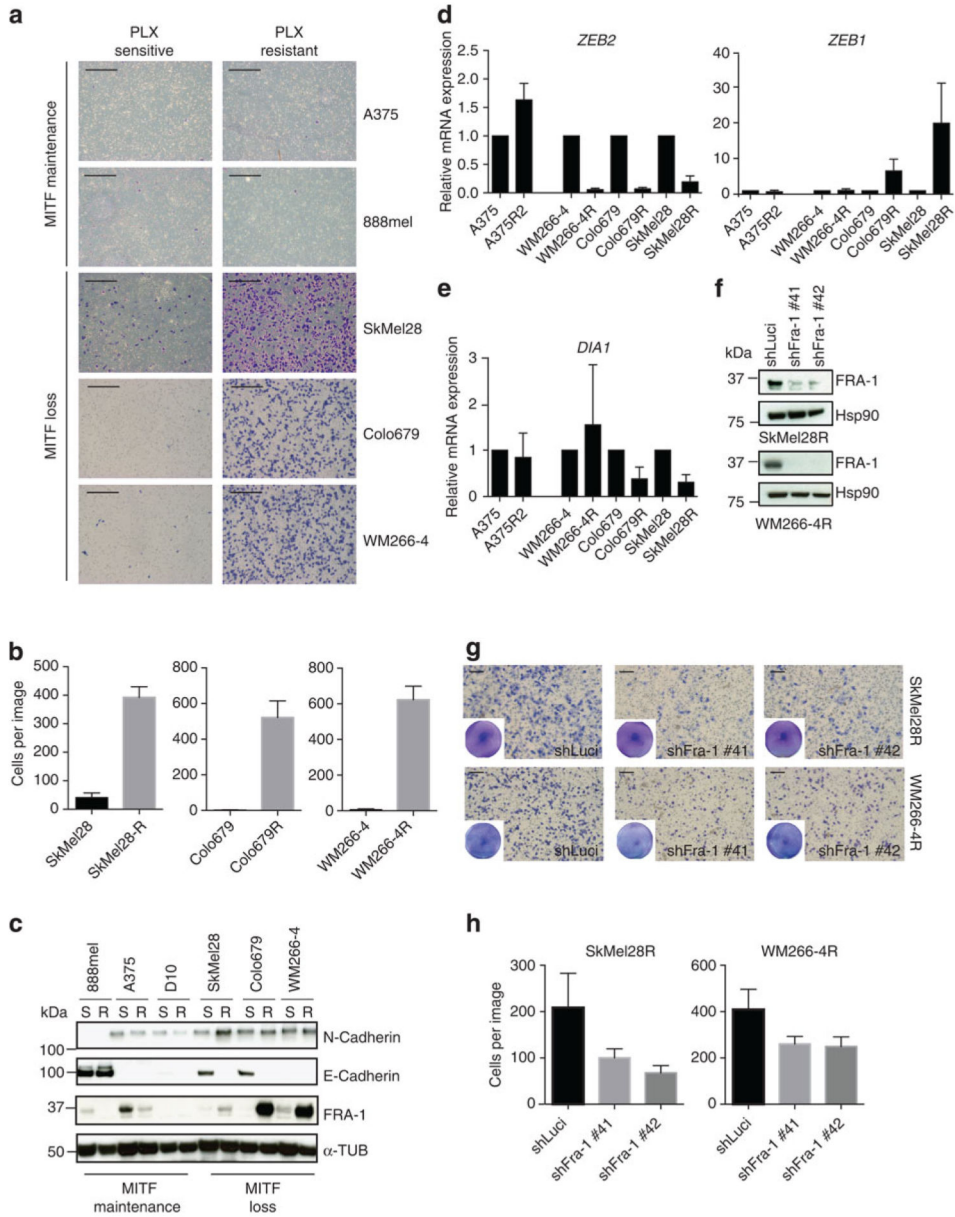 a
PLX
sensitive
PLX
resistant
MITF maintenance
A375
888mel
MITF loss
SkMel28
Colo679
WM266-4
b
Cells per image
500
400
300
200
100
0
SkMel28
SkMel28-R
800
600
400
200
0
Colo679
Colo679R
800
600
400
200
0
WM266-4
WM266-4R
c
888mel
A375
D10
SkMel28
Colo679
WM266-4
kDa
S R S R S R S R S R S R
100
N-Cadherin
100
E-Cadherin
37
FRA-1
50
α-TUB
MITF
maintenance
MITF
loss
d
ZEB2
Relative mRNA expression
2.5
2.0
1.5
1.0
0.5
0.0
A375
A375R2
WM266-4
WM266-4R
Colo679
Colo679R
SkMel28
SkMel28R
ZEB1
40
30
20
10
0
A375
A375R2
WM266-4
WM266-4R
Colo679
Colo679R
SkMel28
SkMel28R
e
DIA1
Relative mRNA expression
3
2
1
0
A375
A375R2
WM266-4
WM266-4R
Colo679
Colo679R
SkMel28
SkMel28R
f
shLuci
shFra-1 #41
shFra-1 #42
kDa
37
FRA-1
75
Hsp90
SkMel28R
37
FRA-1
75
Hsp90
WM266-4R
g
shLuci
shFra-1 #41
shFra-1 #42
SkMel28R
shLuci
shFra-1 #41
shFra-1 #42
WM266-4R
h
SkMel28R
Cells per image
300
200
100
0
shLuci
shFra-1 #41
shFra-1 #42
WM266-4R
600
400
200
0
shLuci
shFra-1 #41
shFra-1 #42